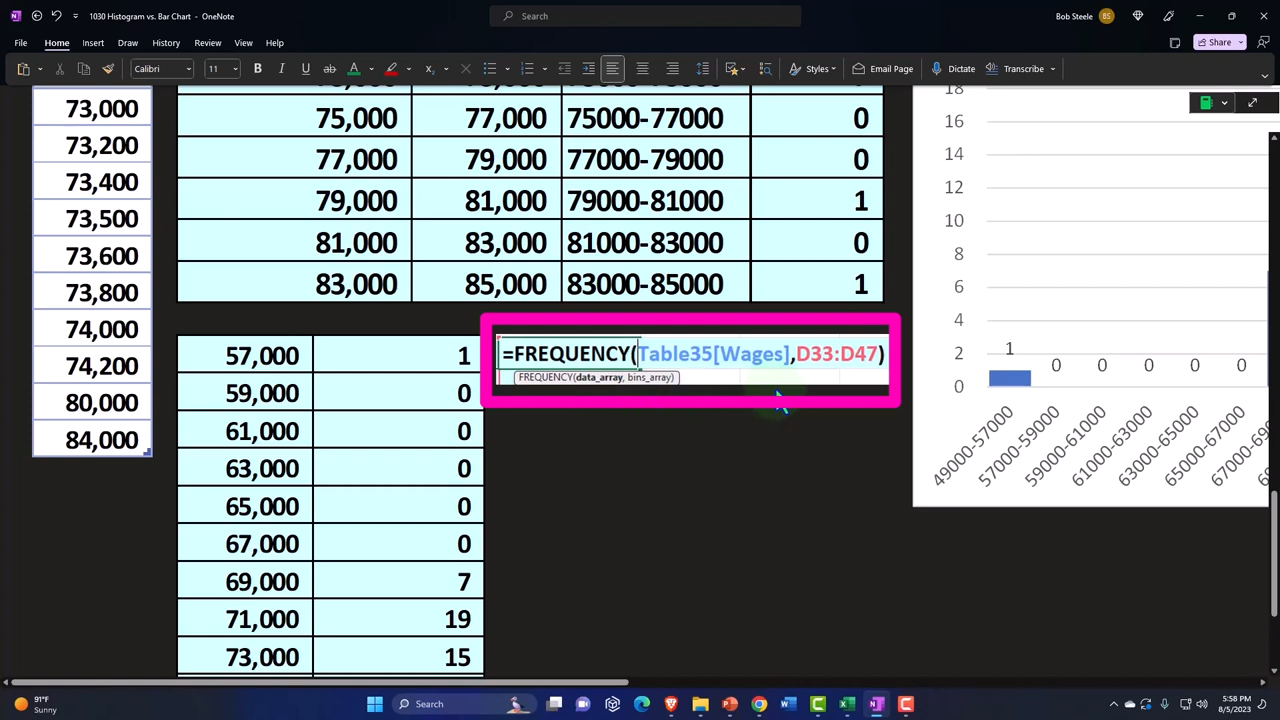 1030 Histogram vs. Bar Chart - OneNote
Search
Bob Steele BS
File Home Insert Draw History Review View Help
Share
Calibri 11 B I U ab A Styles Email Page Dictate Transcribe
73,000
73,200
73,400
73,500
73,600
73,800
74,000
74,200
80,000
84,000
75,000 77,000 75000-77000 0
77,000 79,000 77000-79000 0
79,000 81,000 79000-81000 1
81,000 83,000 81000-83000 0
83,000 85,000 83000-85000 1
57,000 1
59,000 0
61,000 0
63,000 0
65,000 0
67,000 0
69,000 7
71,000 19
73,000 15
=FREQUENCY(Table35[Wages],D33:D47)
FREQUENCY(data_array, bins_array)
18
16
14
12
10
8
6
4
2
0
1 0 0 0 0 0
49000-57000
57000-59000
59000-61000
61000-63000
63000-65000
65000-67000
91°F
Sunny
Search
5:58 PM
8/5/2023